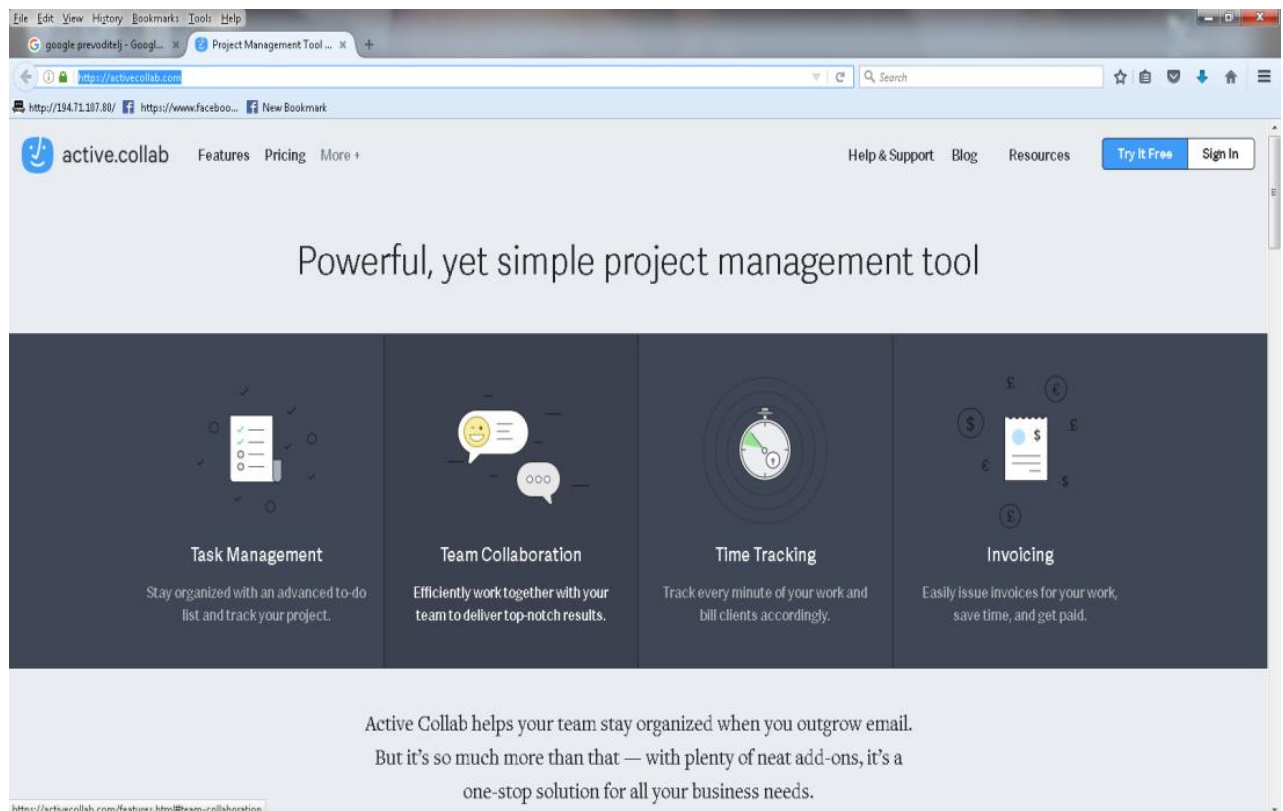 File Edit View History Bookmarks Tools Help
google prevoditelj - Googl... × Project Management Tool ... × +
https://activecollab.com
Search
http://194.71.107.80/ https://www.faceboo... New Bookmark
active.collab Features Pricing More + Help & Support Blog Resources Try It Free Sign In
Powerful, yet simple project management tool
Task Management
Stay organized with an advanced to-do
list and track your project.
Team Collaboration
Efficiently work together with your
team to deliver top-notch results.
Time Tracking
Track every minute of your work and
bill clients accordingly.
Invoicing
Easily issue invoices for your work,
save time, and get paid.
Active Collab helps your team stay organized when you outgrow email.
But it’s so much more than that — with plenty of neat add-ons, it’s a
one-stop solution for all your business needs.
https://activecollab.com/features.html#team-collaboration